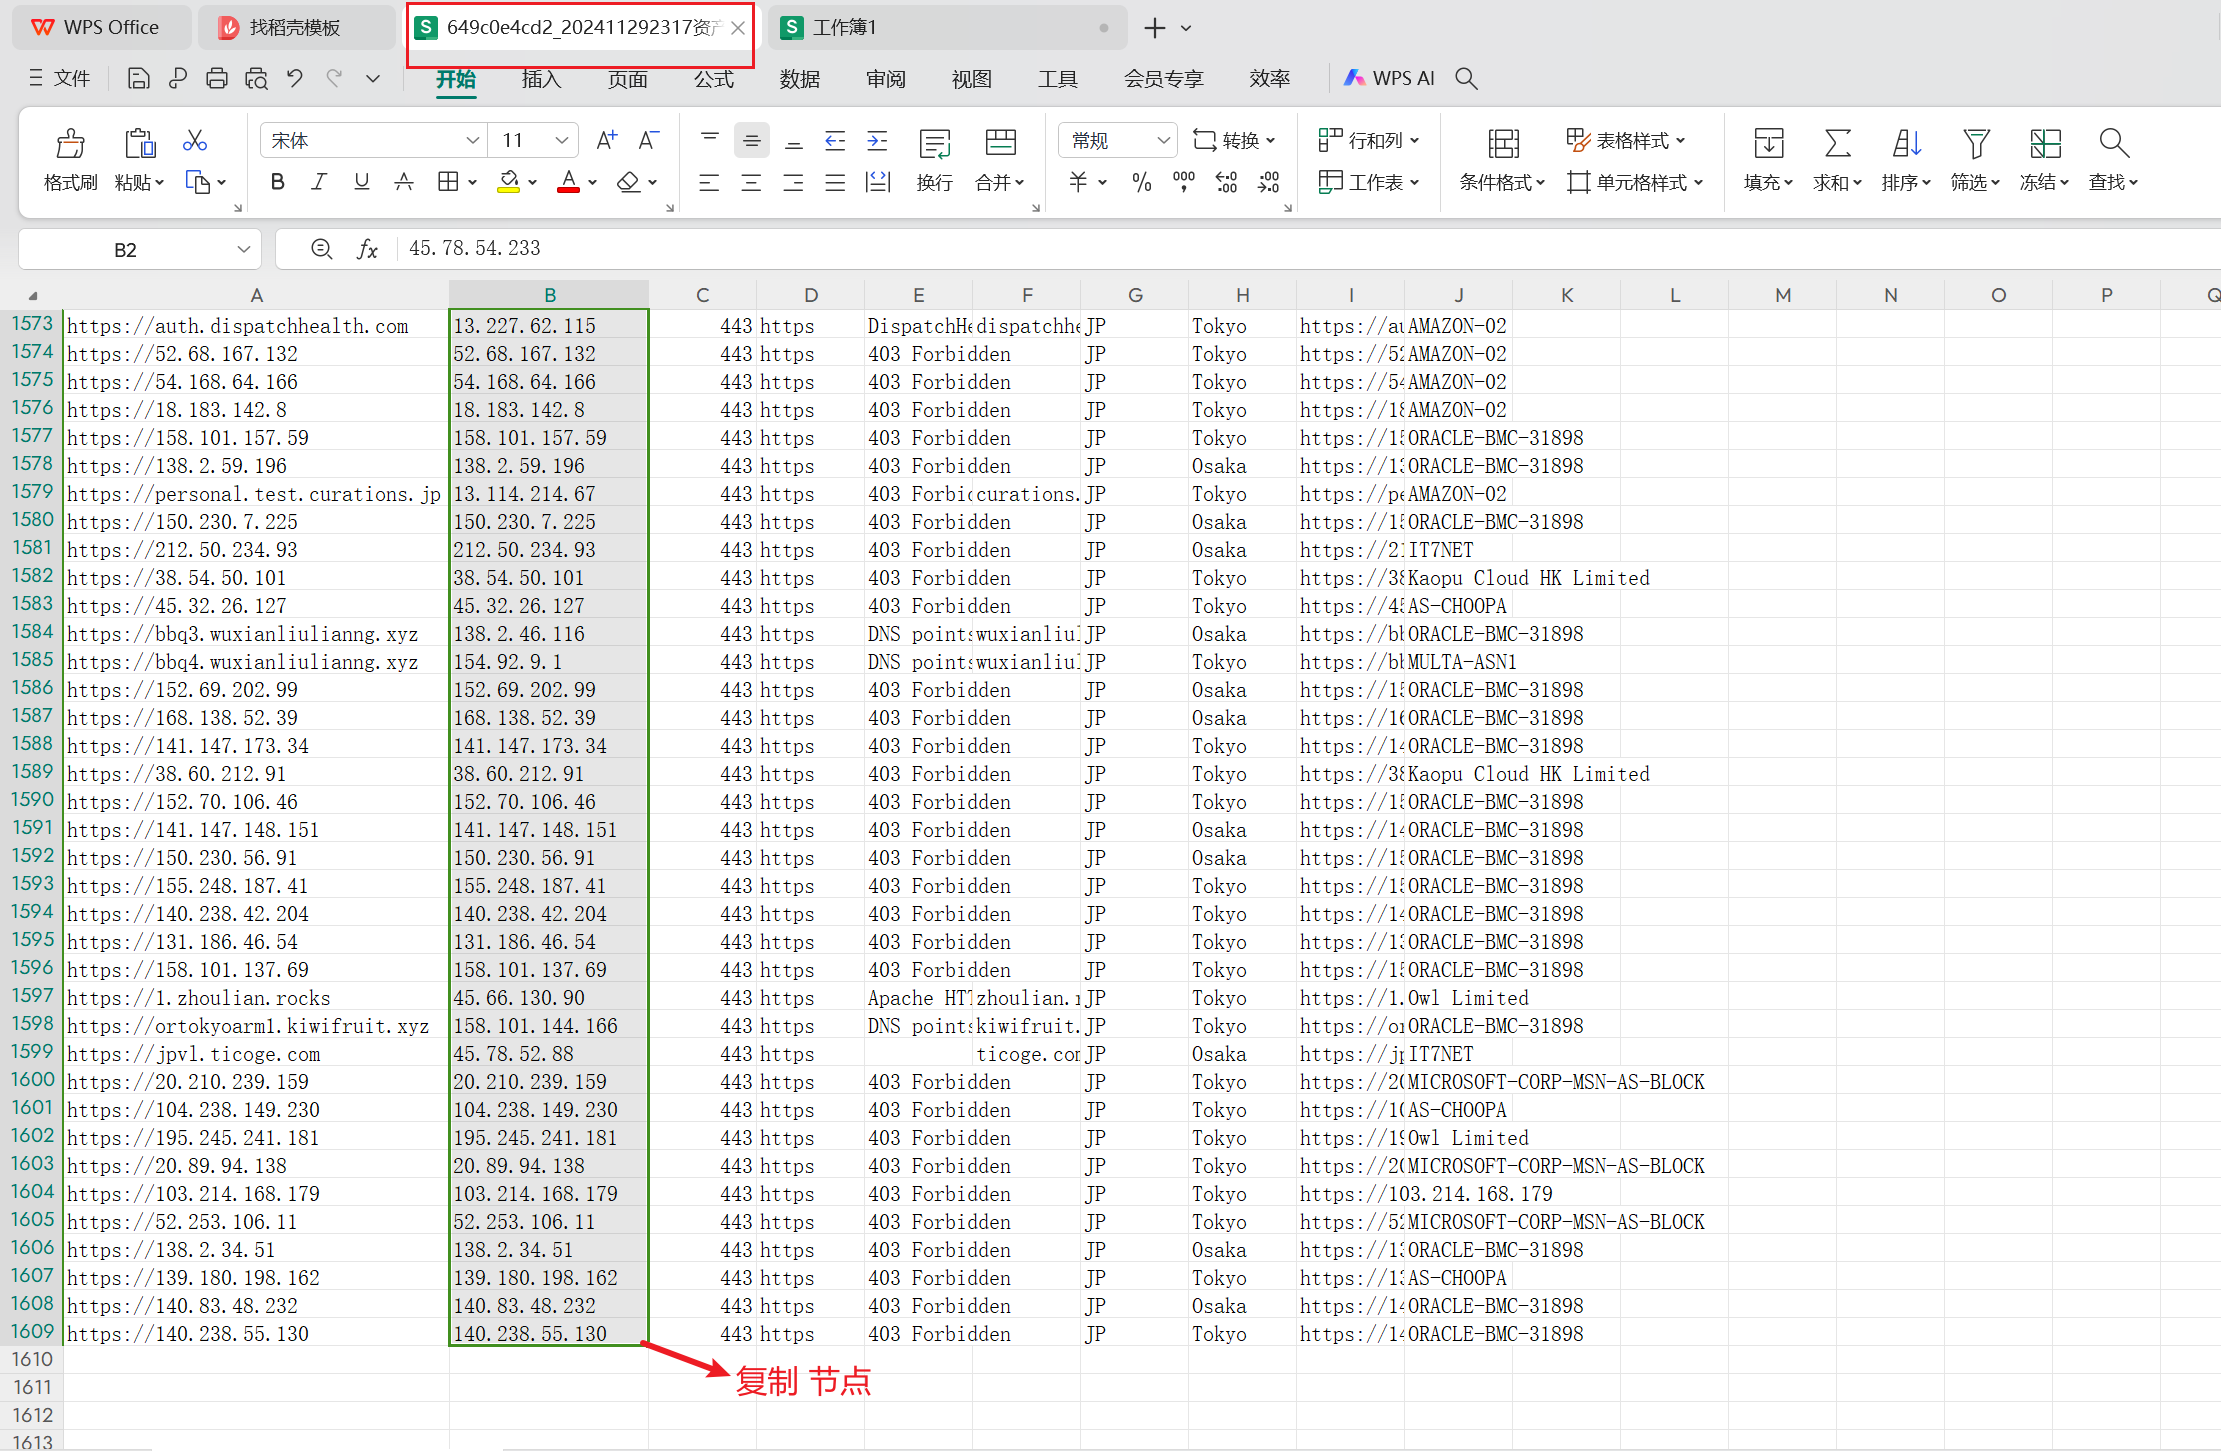 WPS Office 找稻壳模板 649c0e4cd2_202411292317资产 工作簿1
文件 开始 插入 页面 公式 数据 审阅 视图 工具 会员专享 效率 WPS AI
宋体 11 A+ A- 常规 转换 行和列 表格样式
格式刷 粘贴 B I U A A 换行 合并 ¥ % 000 工作表 条件格式 单元格样式 填充 求和 排序 筛选 冻结 查找
B2 fx 45.78.54.233
A B C D E F G H I J K L M N O P Q
1573 https://auth.dispatchhealth.com 13.227.62.115 443 https DispatchHe dispatchhe JP Tokyo https://au AMAZON-02
1574 https://52.68.167.132 52.68.167.132 443 https 403 Forbidden JP Tokyo https://52 AMAZON-02
1575 https://54.168.64.166 54.168.64.166 443 https 403 Forbidden JP Tokyo https://54 AMAZON-02
1576 https://18.183.142.8 18.183.142.8 443 https 403 Forbidden JP Tokyo https://18 AMAZON-02
1577 https://158.101.157.59 158.101.157.59 443 https 403 Forbidden JP Tokyo https://15 ORACLE-BMC-31898
1578 https://138.2.59.196 138.2.59.196 443 https 403 Forbidden JP Osaka https://13 ORACLE-BMC-31898
1579 https://personal.test.curations.jp 13.114.214.67 443 https 403 Forbid curations. JP Tokyo https://pe AMAZON-02
1580 https://150.230.7.225 150.230.7.225 443 https 403 Forbidden JP Osaka https://15 ORACLE-BMC-31898
1581 https://212.50.234.93 212.50.234.93 443 https 403 Forbidden JP Osaka https://21 IT7NET
1582 https://38.54.50.101 38.54.50.101 443 https 403 Forbidden JP Tokyo https://38 Kaopu Cloud HK Limited
1583 https://45.32.26.127 45.32.26.127 443 https 403 Forbidden JP Tokyo https://45 AS-CHOOPA
1584 https://bbq3.wuxianliulianng.xyz 138.2.46.116 443 https DNS points wuxianliul JP Osaka https://bb ORACLE-BMC-31898
1585 https://bbq4.wuxianliulianng.xyz 154.92.9.1 443 https DNS points wuxianliul JP Tokyo https://bb MULTA-ASN1
1586 https://152.69.202.99 152.69.202.99 443 https 403 Forbidden JP Osaka https://15 ORACLE-BMC-31898
1587 https://168.138.52.39 168.138.52.39 443 https 403 Forbidden JP Osaka https://16 ORACLE-BMC-31898
1588 https://141.147.173.34 141.147.173.34 443 https 403 Forbidden JP Tokyo https://14 ORACLE-BMC-31898
1589 https://38.60.212.91 38.60.212.91 443 https 403 Forbidden JP Tokyo https://38 Kaopu Cloud HK Limited
1590 https://152.70.106.46 152.70.106.46 443 https 403 Forbidden JP Tokyo https://15 ORACLE-BMC-31898
1591 https://141.147.148.151 141.147.148.151 443 https 403 Forbidden JP Osaka https://14 ORACLE-BMC-31898
1592 https://150.230.56.91 150.230.56.91 443 https 403 Forbidden JP Osaka https://15 ORACLE-BMC-31898
1593 https://155.248.187.41 155.248.187.41 443 https 403 Forbidden JP Tokyo https://15 ORACLE-BMC-31898
1594 https://140.238.42.204 140.238.42.204 443 https 403 Forbidden JP Tokyo https://14 ORACLE-BMC-31898
1595 https://131.186.46.54 131.186.46.54 443 https 403 Forbidden JP Tokyo https://13 ORACLE-BMC-31898
1596 https://158.101.137.69 158.101.137.69 443 https 403 Forbidden JP Tokyo https://15 ORACLE-BMC-31898
1597 https://1.zhoulian.rocks 45.66.130.90 443 https Apache HTT zhoulian.r JP Tokyo https://1. Owl Limited
1598 https://ortokyoarm1.kiwifruit.xyz 158.101.144.166 443 https DNS points kiwifruit. JP Tokyo https://or ORACLE-BMC-31898
1599 https://jpv1.ticoge.com 45.78.52.88 443 https ticoge.com JP Osaka https://jp IT7NET
1600 https://20.210.239.159 20.210.239.159 443 https 403 Forbidden JP Tokyo https://20 MICROSOFT-CORP-MSN-AS-BLOCK
1601 https://104.238.149.230 104.238.149.230 443 https 403 Forbidden JP Tokyo https://10 AS-CHOOPA
1602 https://195.245.241.181 195.245.241.181 443 https 403 Forbidden JP Tokyo https://19 Owl Limited
1603 https://20.89.94.138 20.89.94.138 443 https 403 Forbidden JP Tokyo https://20 MICROSOFT-CORP-MSN-AS-BLOCK
1604 https://103.214.168.179 103.214.168.179 443 https 403 Forbidden JP Tokyo https://103.214.168.179
1605 https://52.253.106.11 52.253.106.11 443 https 403 Forbidden JP Tokyo https://52 MICROSOFT-CORP-MSN-AS-BLOCK
1606 https://138.2.34.51 138.2.34.51 443 https 403 Forbidden JP Osaka https://13 ORACLE-BMC-31898
1607 https://139.180.198.162 139.180.198.162 443 https 403 Forbidden JP Tokyo https://13 AS-CHOOPA
1608 https://140.83.48.232 140.83.48.232 443 https 403 Forbidden JP Osaka https://14 ORACLE-BMC-31898
1609 https://140.238.55.130 140.238.55.130 443 https 403 Forbidden JP Tokyo https://14 ORACLE-BMC-31898
1610
复制 节点
1611
1612
1613